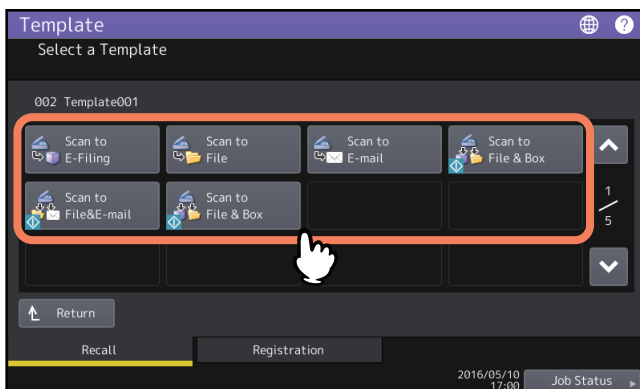 Template
?
Select a Template
002 Template001
Scan to
E-Filing
Scan to
File
Scan to
E-mail
Scan to
File & Box
Scan to
File&E-mail
Scan to
File & Box
1
5
Return
Recall
Registration
2016/05/10
17:00
Job Status